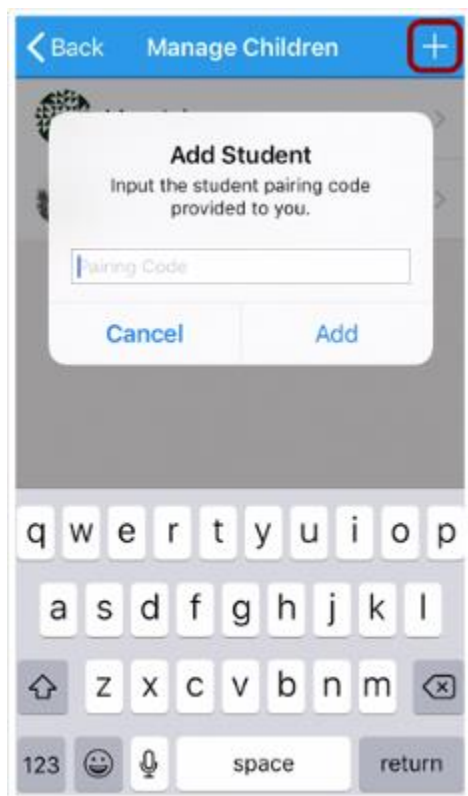 Back Manage Children +
Add Student
Input the student pairing code
provided to you.
Pairing Code
Cancel Add
q w e r t y u i o p
a s d f g h j k l
z x c v b n m
123 space return